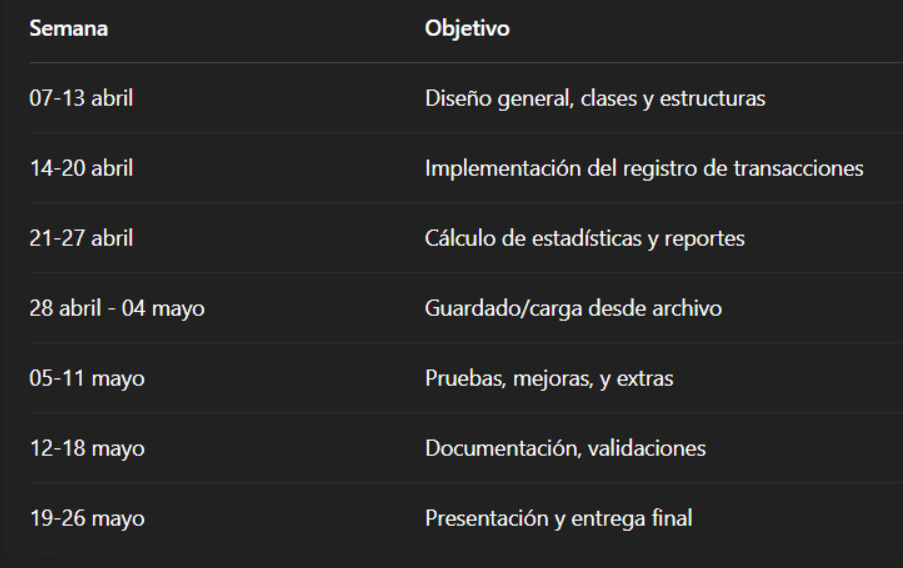 Semana Objetivo
07-13 abril Diseño general, clases y estructuras
14-20 abril Implementación del registro de transacciones
21-27 abril Cálculo de estadísticas y reportes
28 abril - 04 mayo Guardado/carga desde archivo
05-11 mayo Pruebas, mejoras, y extras
12-18 mayo Documentación, validaciones
19-26 mayo Presentación y entrega final